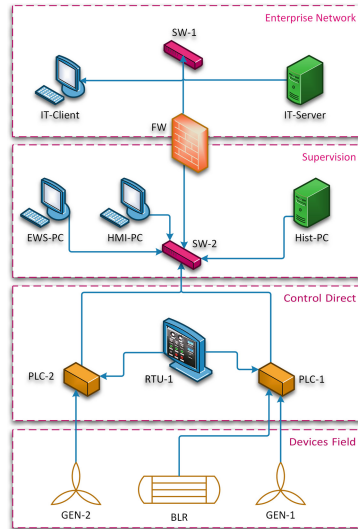 Enterprise Network
SW-1
IT-Client
IT-Server
FW
Supervision
EWS-PC
HMI-PC
SW-2
Hist-PC
Control Direct
PLC-2
RTU-1
PLC-1
Devices Field
GEN-2
BLR
GEN-1